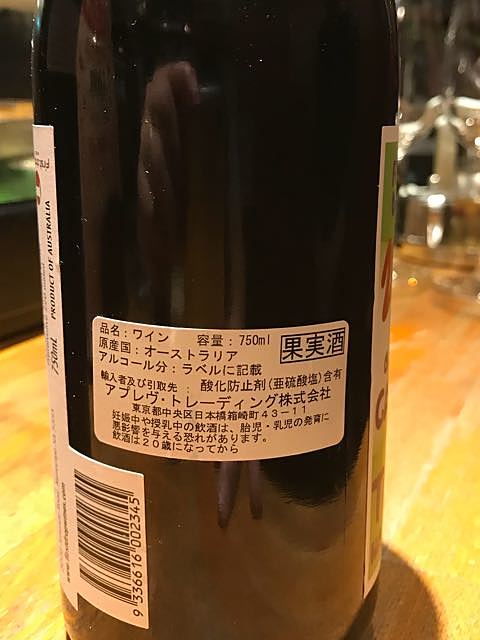 品名：ワイン　容量：750ml
果実酒
原産国：オーストラリア
アルコール分：ラベルに記載
輸入者及び引取先：酸化防止剤(亜硫酸塩)含有
アプレヴ・トレーディング株式会社
東京都中央区日本橋箱崎町43－11
妊娠中や授乳中の飲酒は、胎児・乳児の発育に
悪影響を与える恐れがあります。
飲酒は20歳になってから
750ml PRODUCT OF AUSTRALIA
9 336616 002345